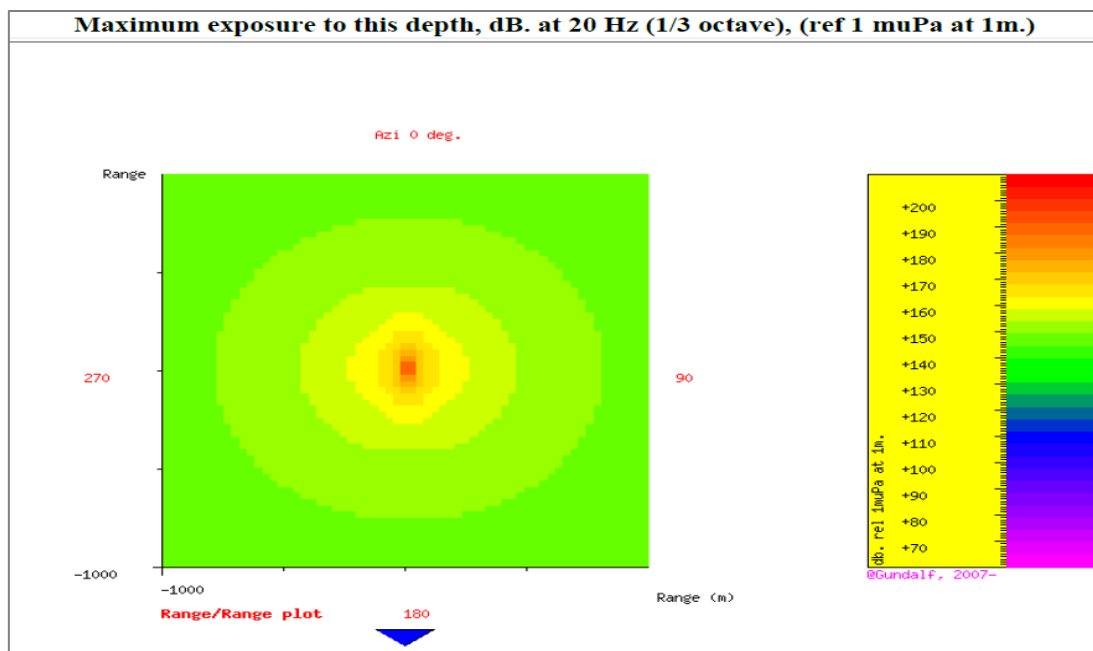 Maximum exposure to this depth, dB. at 20 Hz (1/3 octave), (ref 1 muPa at 1m.)
Azi 0 deg.
Range
270
90
-1000
-1000
Range (m)
Range/Range plot
180
+200
+190
+180
+170
+160
+150
+140
+130
+120
+110
+100
+90
+80
+70
db. rel 1muPa at 1m.
@Gundalf, 2007-